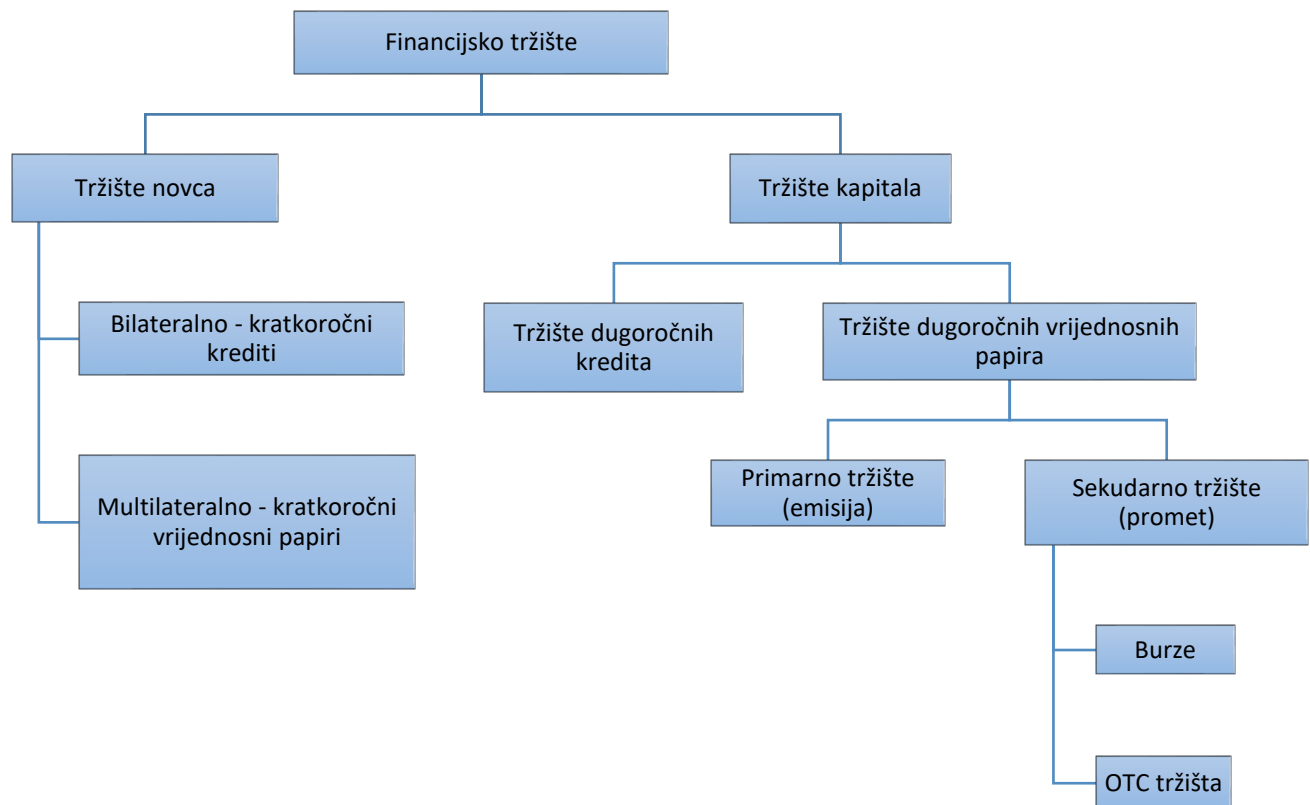 Financijsko tržište
Tržište novca
Tržište kapitala
Bilateralno - kratkoročni
krediti
Multilateralno - kratkoročni
vrijednosni papiri
Tržište dugoročnih
kredita
Tržište dugoročnih vrijednosnih
papira
Primarno tržište
(emisija)
Sekudarno tržište
(promet)
Burze
OTC tržišta